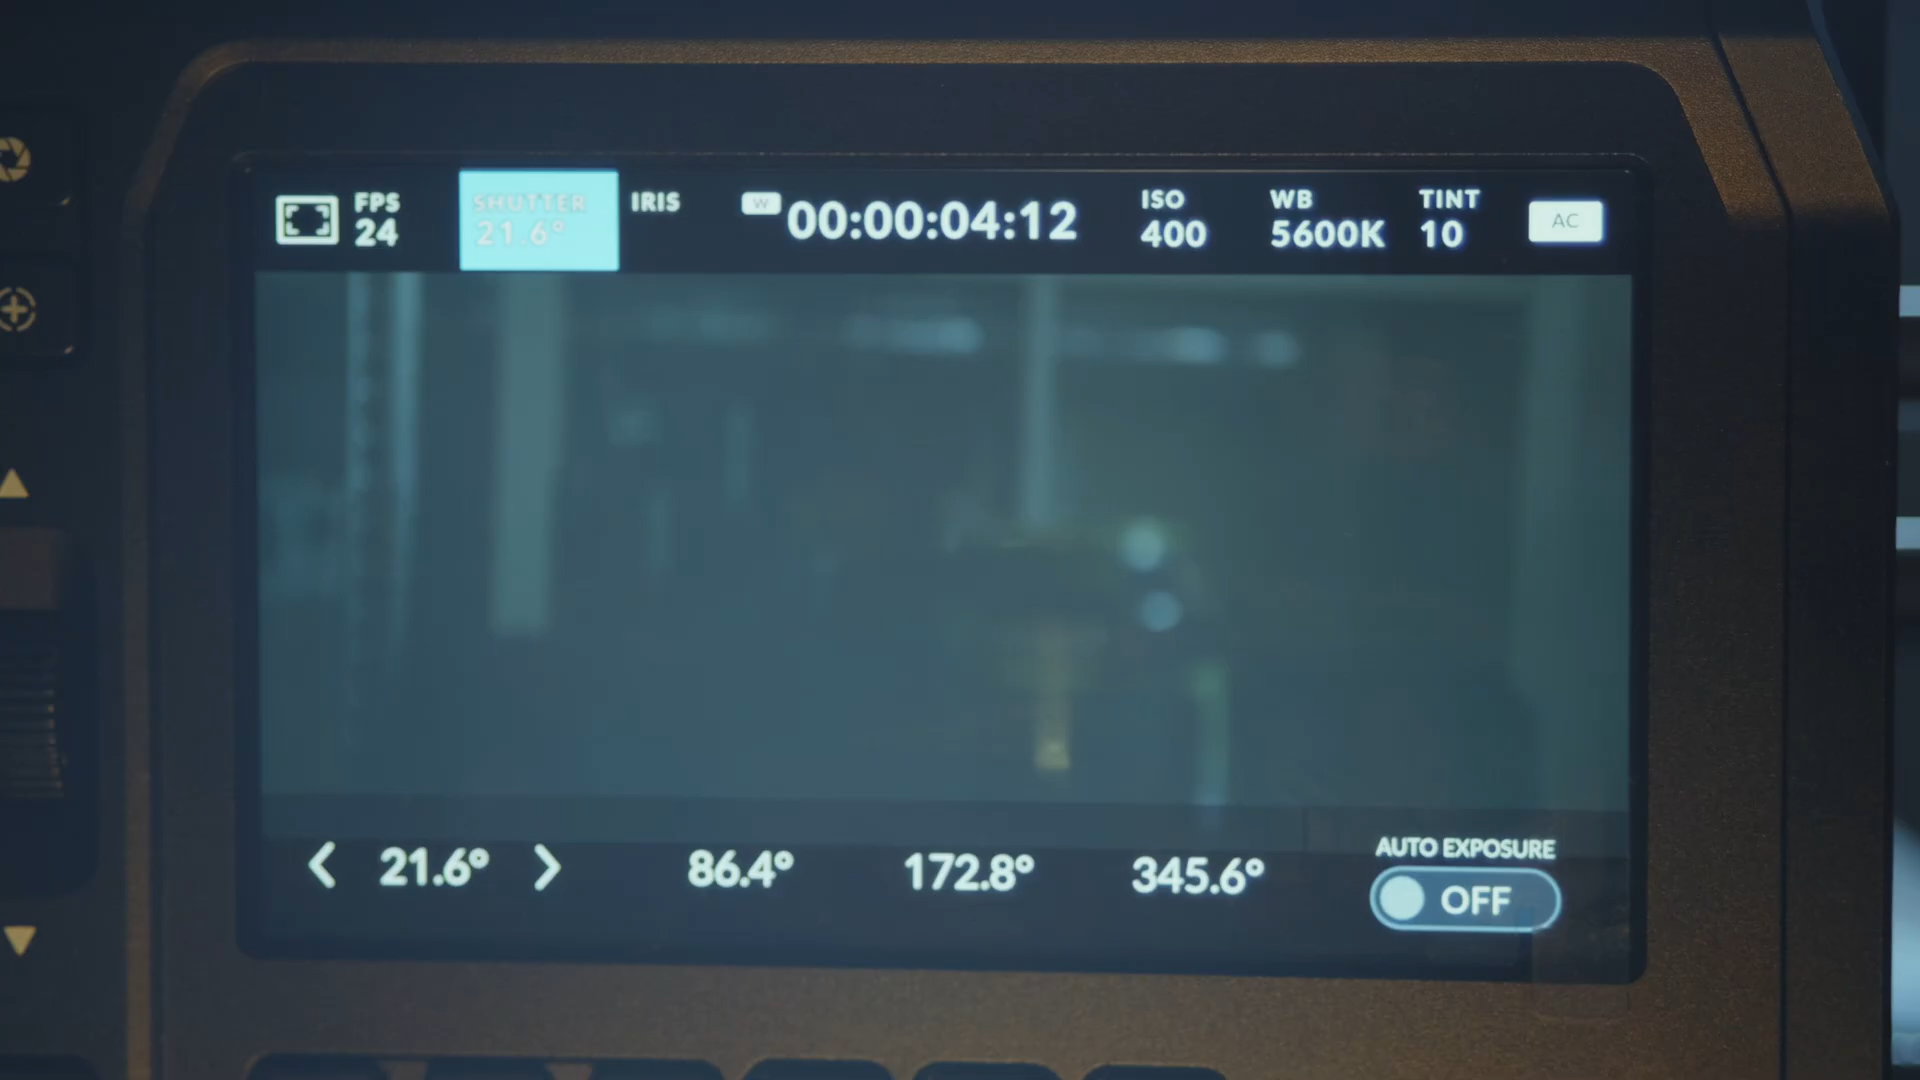 FPS
24
SHUTTER
21.6°
IRIS
W
00:00:04:12
ISO
400
WB
5600K
TINT
10
AC
21.6° 86.4° 172.8° 345.6°
AUTO EXPOSURE
OFF